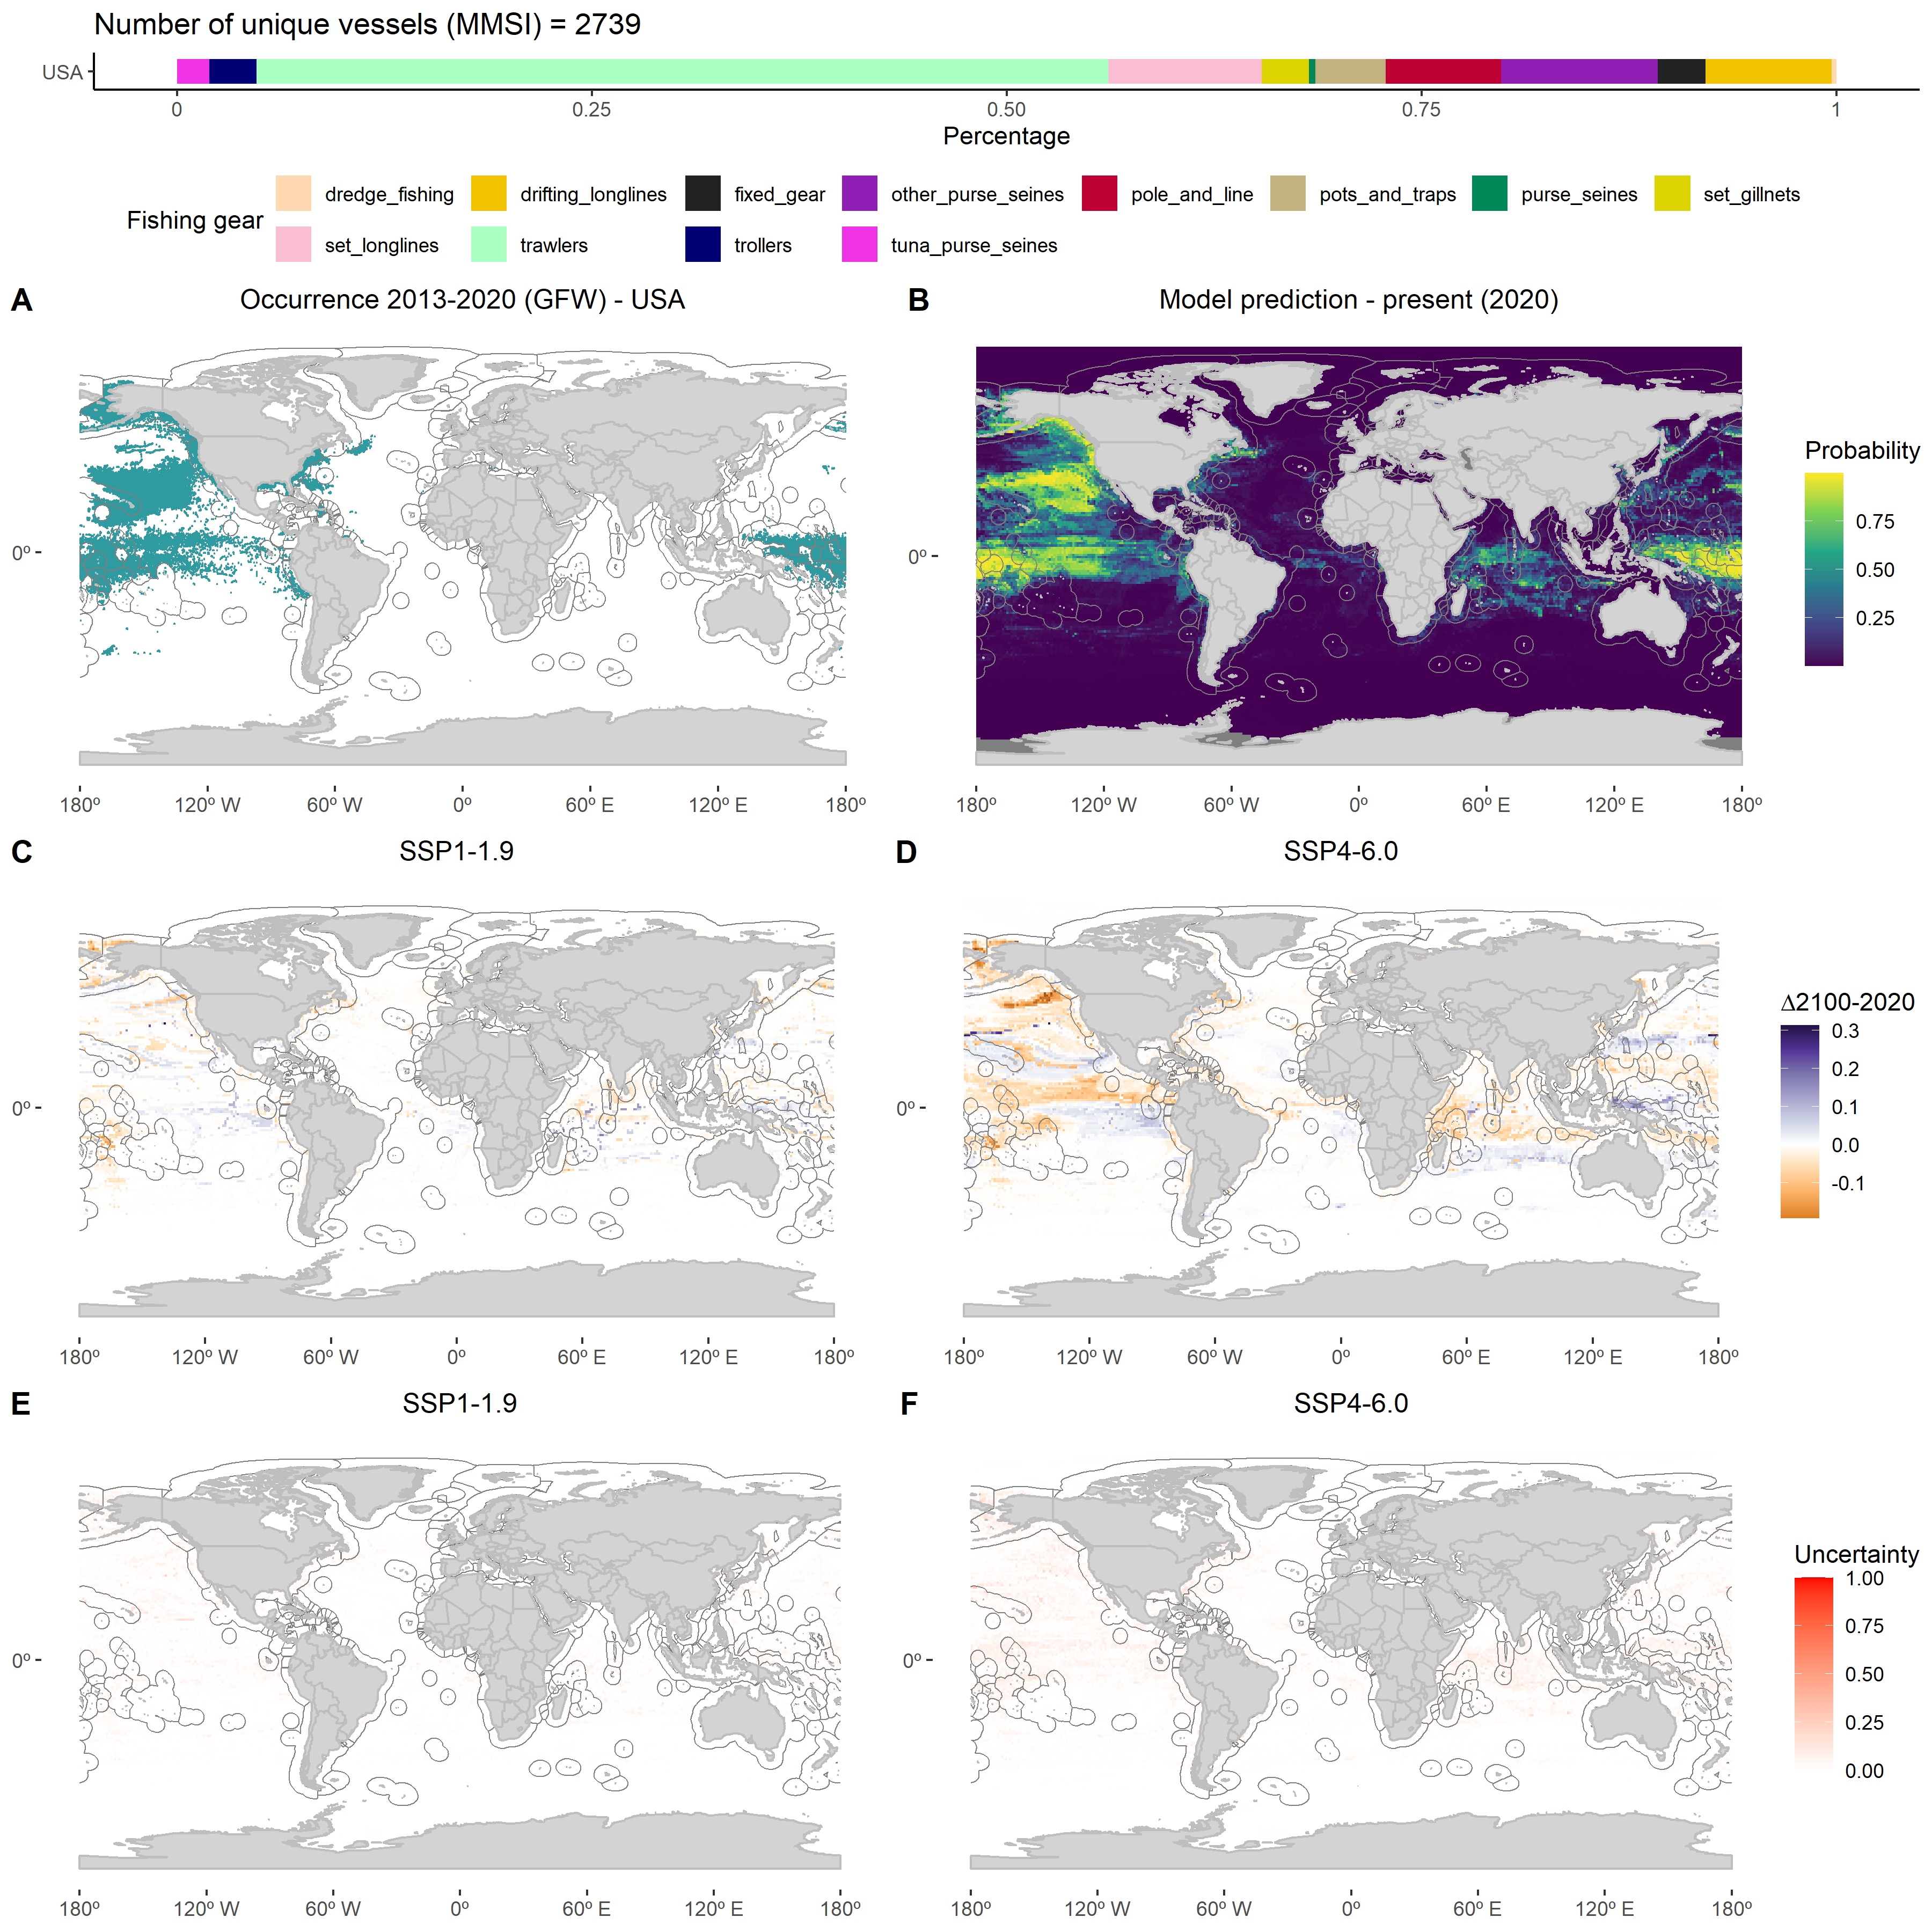 Number of unique vessels (MMSI) = 2739
USA
0 0.25 0.50 0.75 1
Percentage
Fishing gear
dredge_fishing drifting_longlines fixed_gear other_purse_seines pole_and_line pots_and_traps purse_seines set_gillnets
set_longlines trawlers trollers tuna_purse_seines
A Occurrence 2013-2020 (GFW) - USA
0º
180º 120º W 60º W 0º 60º E 120º E 180º
B Model prediction - present (2020)
0º
180º 120º W 60º W 0º 60º E 120º E 180º
Probability
0.75
0.50
0.25
C SSP1-1.9
0º
180º 120º W 60º W 0º 60º E 120º E 180º
D SSP4-6.0
0º
180º 120º W 60º W 0º 60º E 120º E 180º
Δ2100-2020
0.3
0.2
0.1
0.0
-0.1
E SSP1-1.9
0º
180º 120º W 60º W 0º 60º E 120º E 180º
F SSP4-6.0
0º
180º 120º W 60º W 0º 60º E 120º E 180º
Uncertainty
1.00
0.75
0.50
0.25
0.00